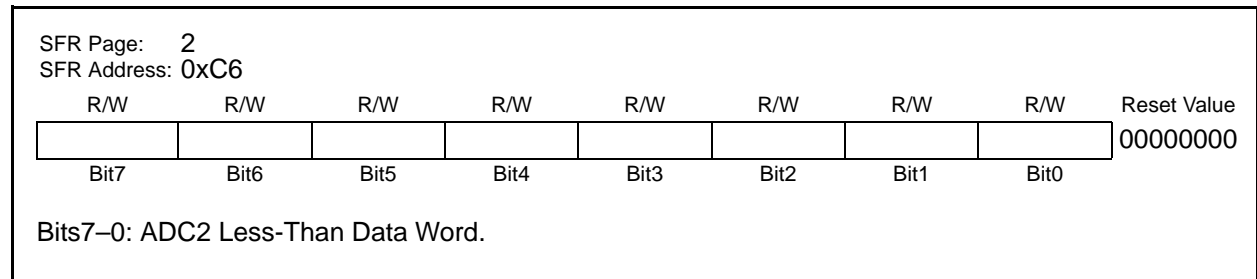 SFR Page: 2
SFR Address: 0xC6
R/W R/W R/W R/W R/W R/W R/W R/W Reset Value
00000000
Bit7 Bit6 Bit5 Bit4 Bit3 Bit2 Bit1 Bit0
Bits7–0: ADC2 Less-Than Data Word.